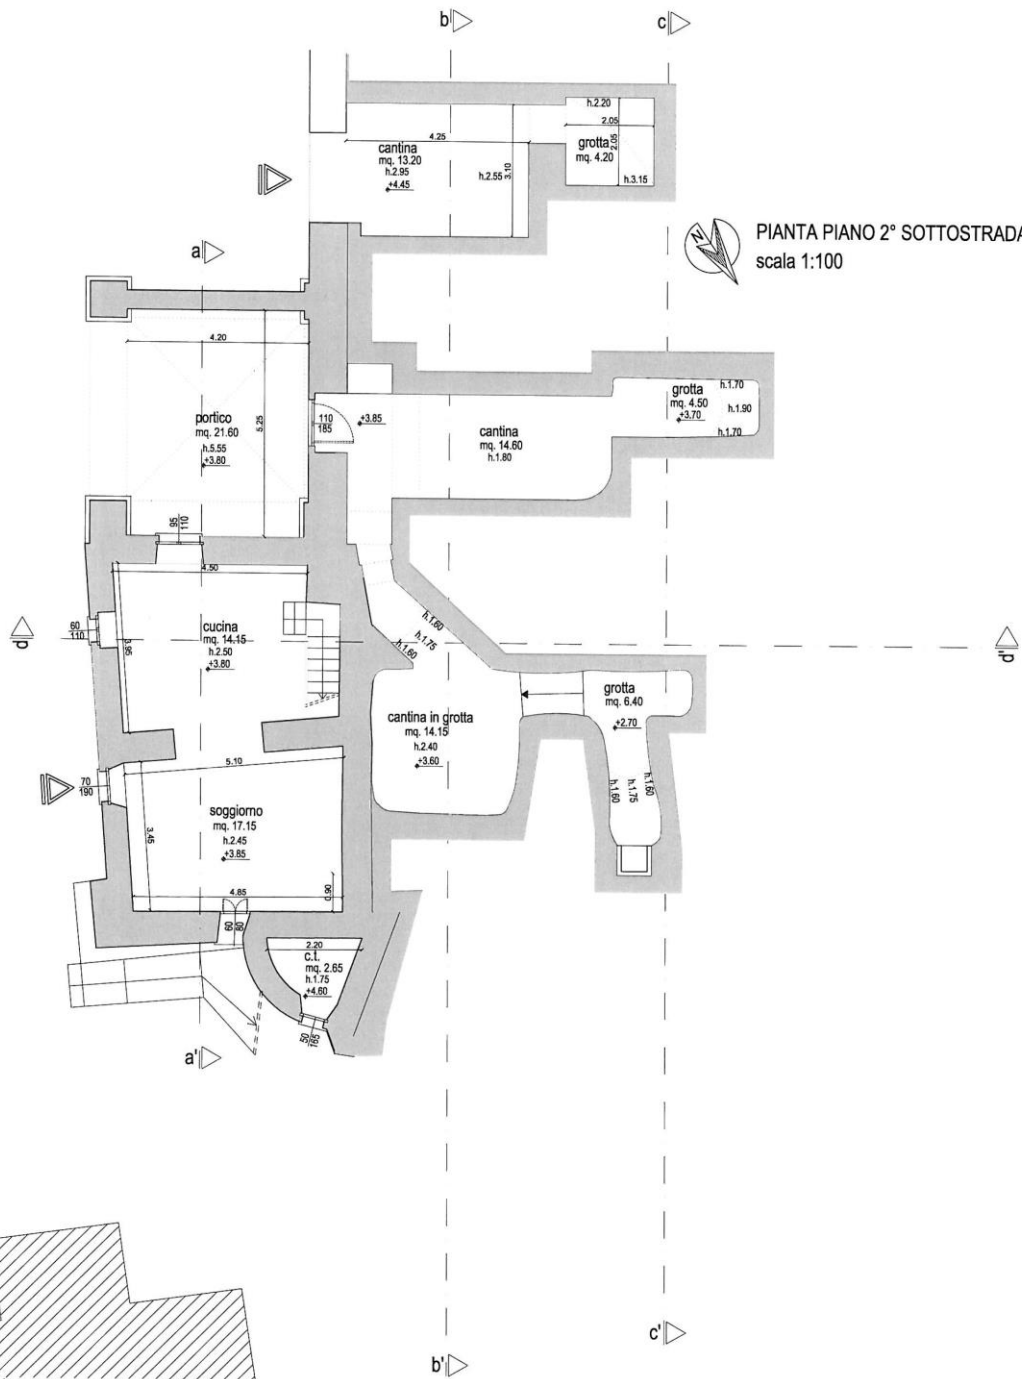 b
c
h.2.20
2.05
4.25
cantina
mq. 13.20
h.2.95
+4.45
h.2.55
3.10
grotta
mq. 4.20
2.05
h.3.15
N
PIANTA PIANO 2° SOTTOSTRADA
scala 1:100
a
4.20
portico
mq. 21.60
h.5.55
+3.80
5.25
110
185
+3.85
cantina
mq. 14.60
h.1.80
grotta
mq. 4.50
+3.70
h.1.70
h.1.90
h.1.70
95
110
4.50
60
110
3.95
cucina
mq. 14.15
h.2.50
+3.80
h.1.60
h.1.75
h.1.60
d
d'
grotta
mq. 6.40
+2.70
h.1.60
h.1.75
h.1.60
cantina in grotta
mq. 14.15
h.2.40
+3.60
5.10
70
190
soggiorno
mq. 17.15
h.2.45
+3.85
3.45
4.85
0.90
60
80
2.20
c.t.
mq. 2.65
h.1.75
+4.60
50
165
a'
c'
b'